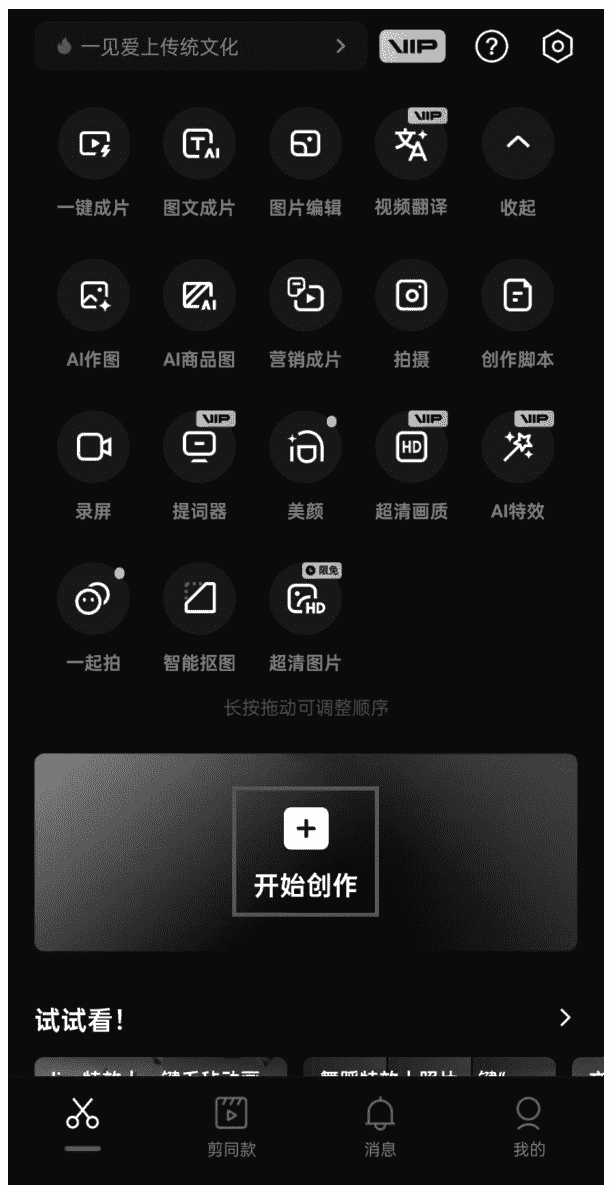 一见爱上传统文化
VIP
VIP
一键成片 图文成片 图片编辑 视频翻译 收起
AI作图 AI商品图 营销成片 拍摄 创作脚本
VIP VIP VIP
录屏 提词器 美颜 超清画质 AI特效
限免
一起拍 智能抠图 超清图片
长按拖动可调整顺序
开始创作
试试看！
剪同款 消息 我的